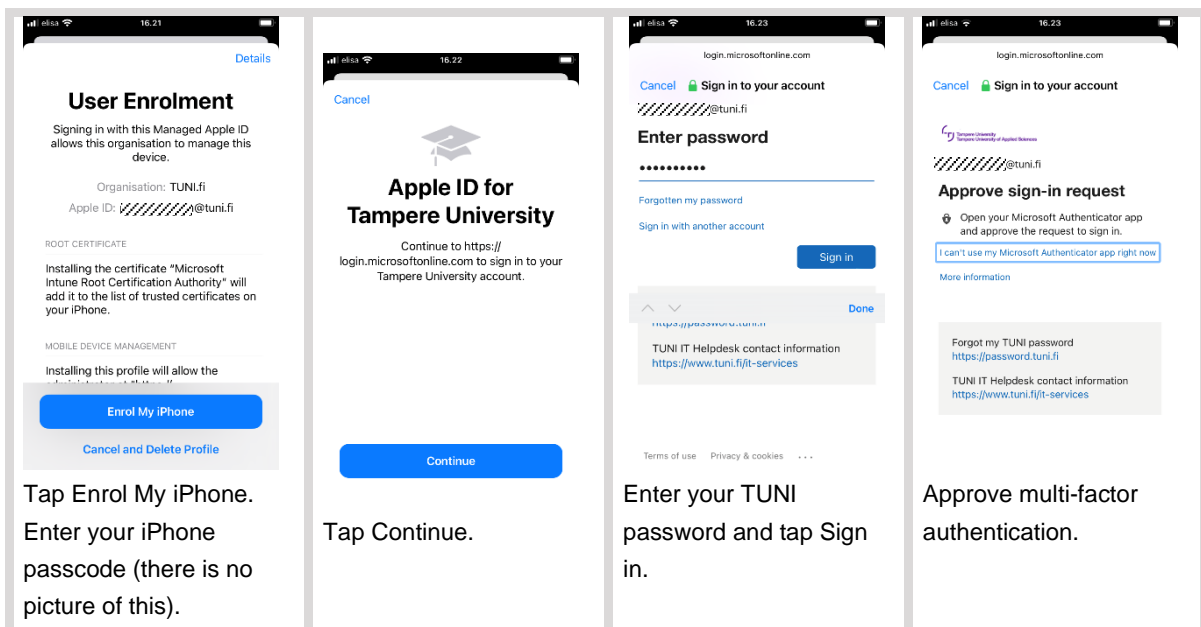 elisa 16.21
Details
User Enrolment
Signing in with this Managed Apple ID
allows this organisation to manage this
device.
Organisation: TUNI.fi
Apple ID: @tuni.fi
ROOT CERTIFICATE
Installing the certificate “Microsoft
Intune Root Certification Authority” will
add it to the list of trusted certificates on
your iPhone.
MOBILE DEVICE MANAGEMENT
Installing this profile will allow the
Enrol My iPhone
Cancel and Delete Profile
Tap Enrol My iPhone.
Enter your iPhone
passcode (there is no
picture of this).
elisa 16.22
Cancel
Apple ID for
Tampere University
Continue to https://
login.microsoftonline.com to sign in to your
Tampere University account.
Continue
Tap Continue.
elisa 16.23
login.microsoftonline.com
Cancel Sign in to your account
@tuni.fi
Enter password
••••••••••
Forgotten my password
Sign in with another account
Sign in
Done
https://password.tuni.fi
TUNI IT Helpdesk contact information
https://www.tuni.fi/it-services
Terms of use Privacy & cookies ...
Enter your TUNI
password and tap Sign
in.
elisa 16.23
login.microsoftonline.com
Cancel Sign in to your account
Tampere University
Tampere University of Applied Sciences
@tuni.fi
Approve sign-in request
Open your Microsoft Authenticator app
and approve the request to sign in.
I can't use my Microsoft Authenticator app right now
More information
Forgot my TUNI password
https://password.tuni.fi
TUNI IT Helpdesk contact information
https://www.tuni.fi/it-services
Approve multi-factor
authentication.